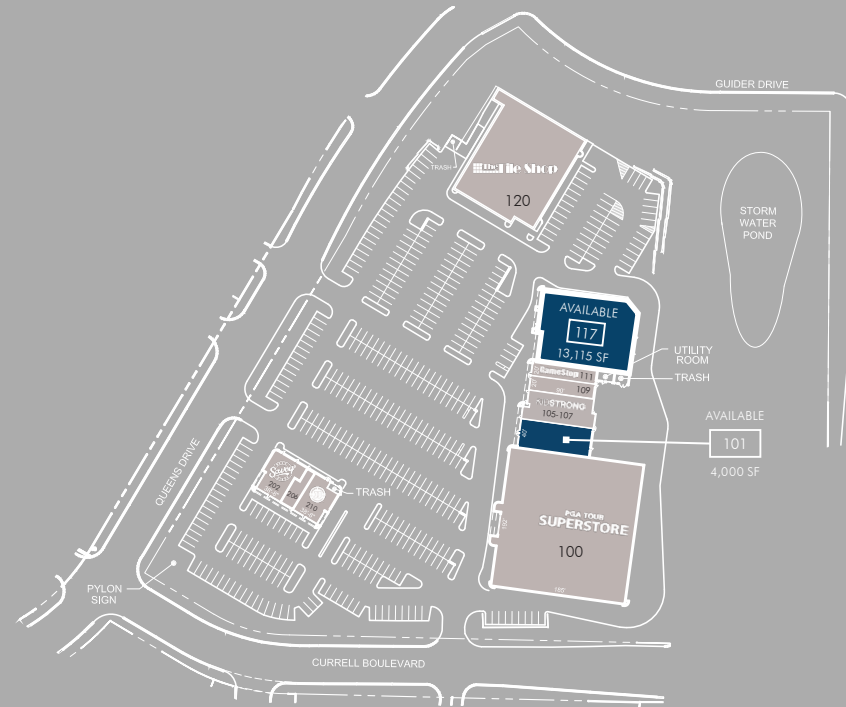 GUIDER DRIVE
TRASH
The Tile Shop
120
STORM
WATER
POND
AVAILABLE
117
13,115 SF
UTILITY
ROOM
GameStop 111
TRASH
109
STRONG
105-107
AVAILABLE
101
4,000 SF
QUEENS DRIVE
202
208
210
TRASH
PGA TOUR
SUPERSTORE
100
PYLON
SIGN
CURRELL BOULEVARD